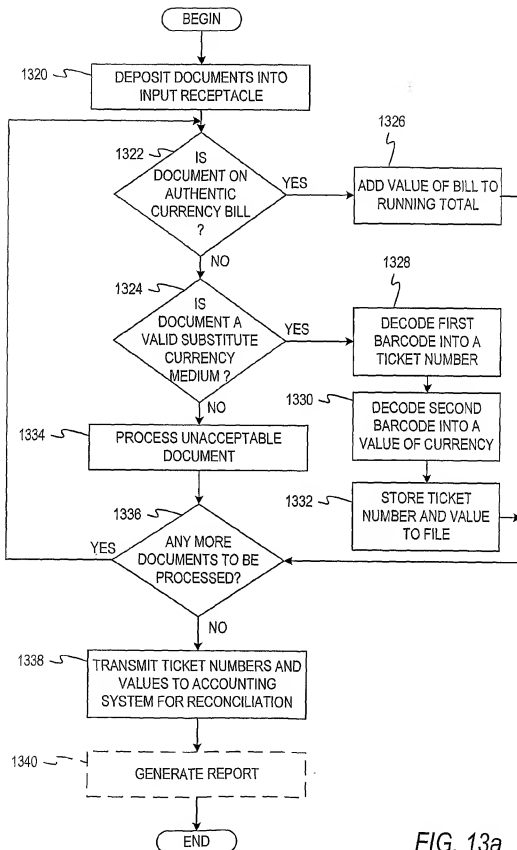 BEGIN
1320
DEPOSIT DOCUMENTS INTO
INPUT RECEPTACLE
1322
IS
DOCUMENT ON
AUTHENTIC
CURRENCY BILL
?
YES
1326
ADD VALUE OF BILL TO
RUNNING TOTAL
NO
1324
IS
DOCUMENT A
VALID SUBSTITUTE
CURRENCY
MEDIUM ?
YES
1328
DECODE FIRST
BARCODE INTO A
TICKET NUMBER
1330
DECODE SECOND
BARCODE INTO A
VALUE OF CURRENCY
NO
1334
PROCESS UNACCEPTABLE
DOCUMENT
1332
STORE TICKET
NUMBER AND VALUE
TO FILE
1336
ANY MORE
DOCUMENTS TO BE
PROCESSED?
YES
NO
1338
TRANSMIT TICKET NUMBERS AND
VALUES TO ACCOUNTING
SYSTEM FOR RECONCILIATION
1340
GENERATE REPORT
END
FIG. 13a